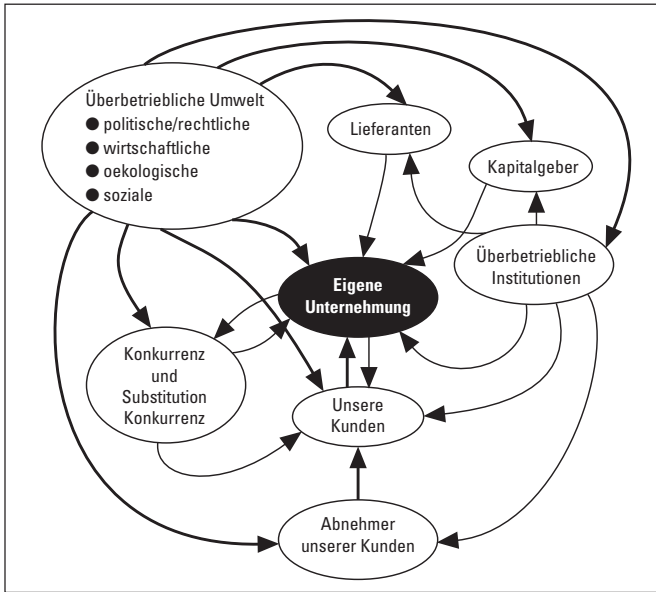 Überbetriebliche Umwelt
● politische/rechtliche
● wirtschaftliche
● oekologische
● soziale
Lieferanten
Kapitalgeber
Überbetriebliche
Institutionen
Eigene
Unternehmung
Konkurrenz
und
Substitution
Konkurrenz
Unsere
Kunden
Abnehmer
unserer Kunden